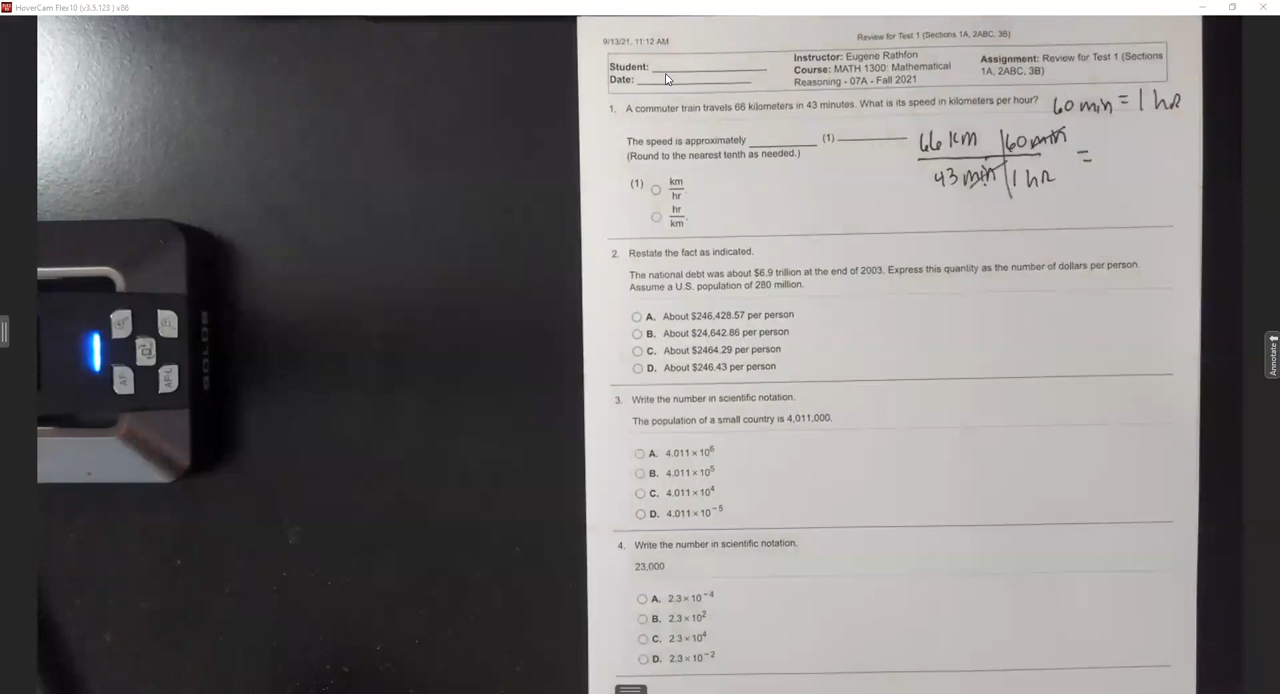 HoverCam Flex10 (v3.5.123 ) x86
9/13/21, 11:12 AM
Review for Test 1 (Sections 1A, 2ABC, 3B)
Student:
Date:
Instructor: Eugene Rathfon
Course: MATH 1300: Mathematical
Reasoning - 07A - Fall 2021
Assignment: Review for Test 1 (Sections
1A, 2ABC, 3B)
1. A commuter train travels 66 kilometers in 43 minutes. What is its speed in kilometers per hour?
60 min = 1 hr
The speed is approximately ________ (1) ________
(Round to the nearest tenth as needed.)
66 km | 60 min
43 min | 1 hr
=
(1)
km
hr
hr
km.
2. Restate the fact as indicated.
The national debt was about $6.9 trillion at the end of 2003. Express this quantity as the number of dollars per person.
Assume a U.S. population of 280 million.
A. About $246,428.57 per person
B. About $24,642.86 per person
C. About $2464.29 per person
D. About $246.43 per person
3. Write the number in scientific notation.
The population of a small country is 4,011,000.
A. 4.011 × 10⁶
B. 4.011 × 10⁵
C. 4.011 × 10⁴
D. 4.011 × 10⁻⁵
4. Write the number in scientific notation.
23,000
A. 2.3 × 10⁻⁴
B. 2.3 × 10²
C. 2.3 × 10⁴
D. 2.3 × 10⁻²
AF
AF-L
Annotate